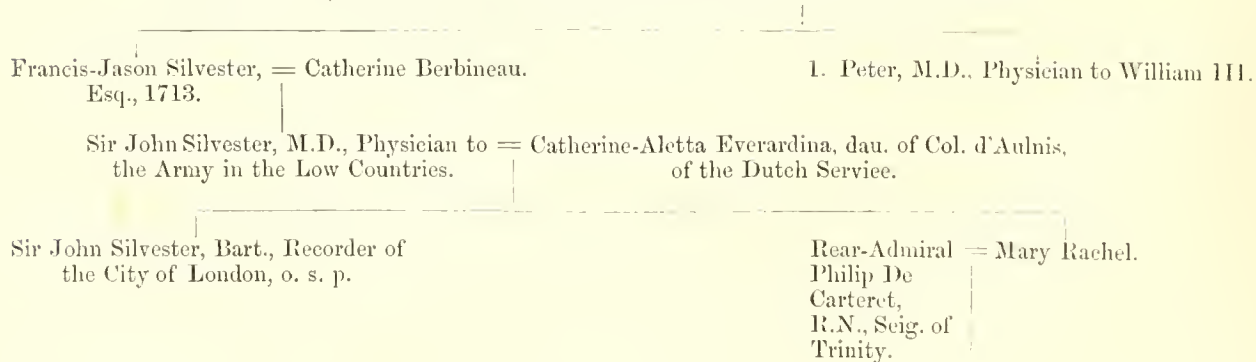 Francis-Jason Silvester, = Catherine Berbineau.
Esq., 1713.
1. Peter, M.D., Physician to William III.
Sir John Silvester, M.D., Physician to = Catherine-Aletta Everardina, dau. of Col. d'Aulnis,
the Army in the Low Countries.
of the Dutch Service.
Sir John Silvester, Bart., Recorder of
the City of London, o. s. p.
Rear-Admiral = Mary Rachel.
Philip De
Carteret,
R.N., Seig. of
Trinity.